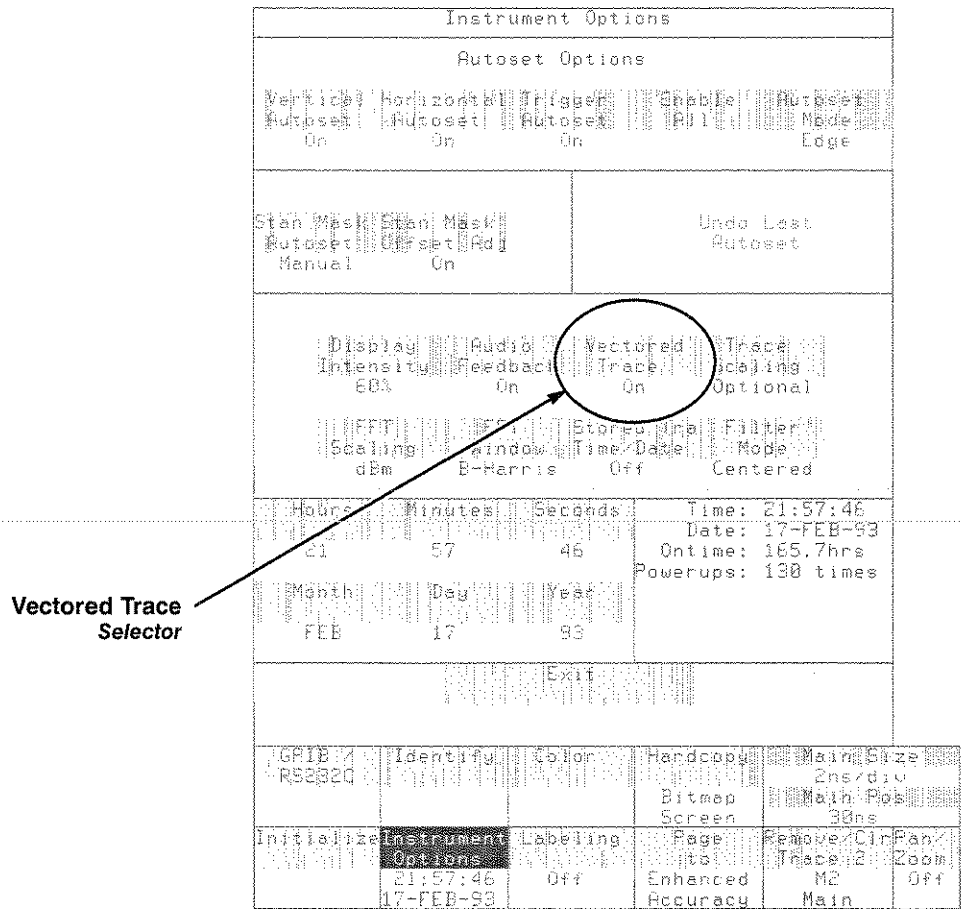 Instrument Options
Autoset Options
Vertical Horizontal Trigger Enable Autoset
Autoset Autoset Autoset All Mode
On On On Edge
Stan Mask Stan Mask Undo Last
Autoset Offset Adj Autoset
Manual On
Display Audio Vectored Trace
Intensity Feedback Trace Scaling
60% On On Optional
FFT FFT Stored Tra Filter
Scaling Window Time/Date Mode
dBm B-Harris Off Centered
Hours Minutes Seconds Time: 21:57:46
Date: 17-FEB-93
21 57 46 Ontime: 165.7hrs
Powerups: 130 times
Month Day Year
Vectored Trace
Selector
FEB 17 93
Exit
GPIB / Identify Color Hardcopy Main Size
RS232C 2ns/div
Bitmap Main Pos
Screen 30ns
Initialize Instrument Labeling Page Remove/Clr Pan/
Options to Trace 2 Zoom
21:57:46 Off Enhanced M2 Off
17-FEB-93 Accuracy Main